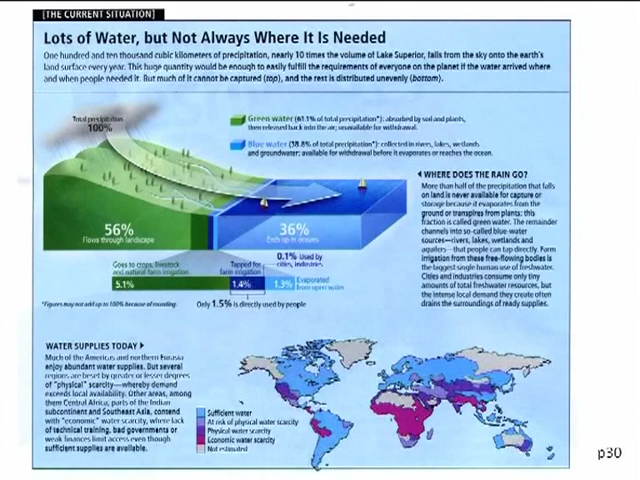 [THE CURRENT SITUATION]
Lots of Water, but Not Always Where It Is Needed
One hundred and ten thousand cubic kilometers of precipitation, nearly 10 times the volume of Lake Superior, falls from the sky onto the earth's
land surface every year. This huge quantity would be enough to easily fulfill the requirements of everyone on the planet if the water arrived where
and when people needed it. But much of it cannot be captured (top), and the rest is distributed unevenly (bottom).
Total precipitation
100%
Green water (61.1% of total precipitation*): absorbed by soil and plants,
then released back into the air; unavailable for withdrawal.
Blue water (38.8% of total precipitation*): collected in rivers, lakes, wetlands
and groundwater; available for withdrawal before it evaporates or reaches the ocean.
56%
Flows through landscape
36%
Ends up in oceans
0.1% Used by
cities, industries
Goes to crops, livestock
and natural farm irrigation
5.1%
Tapped for
farm irrigation
1.4%
1.3%
Evaporated
from open water
Only 1.5% is directly used by people
*Figures may not add up to 100% because of rounding.
WHERE DOES THE RAIN GO?
More than half of the precipitation that falls
on land is never available for capture or
storage because it evaporates from the
ground or transpires from plants; this
fraction is called green water. The remainder
channels into so-called blue-water
sources—rivers, lakes, wetlands and
aquifers—that people can tap directly. Farm
irrigation from these free-flowing bodies is
the biggest single human use of freshwater.
Cities and industries consume only tiny
amounts of total freshwater resources, but
the intense local demand they create often
drains the surroundings of ready supplies.
WATER SUPPLIES TODAY
Much of the Americas and northern Eurasia
enjoy abundant water supplies. But several
regions are beset by greater or lesser degrees
of "physical" scarcity—whereby demand
exceeds local availability. Other areas, among
them Central Africa, parts of the Indian
subcontinent and Southeast Asia, contend
with "economic" water scarcity, where lack
of technical training, bad governments or
weak finances limit access even though
sufficient supplies are available.
Sufficient water
At risk of physical water scarcity
Physical water scarcity
Economic water scarcity
Not estimated
p30